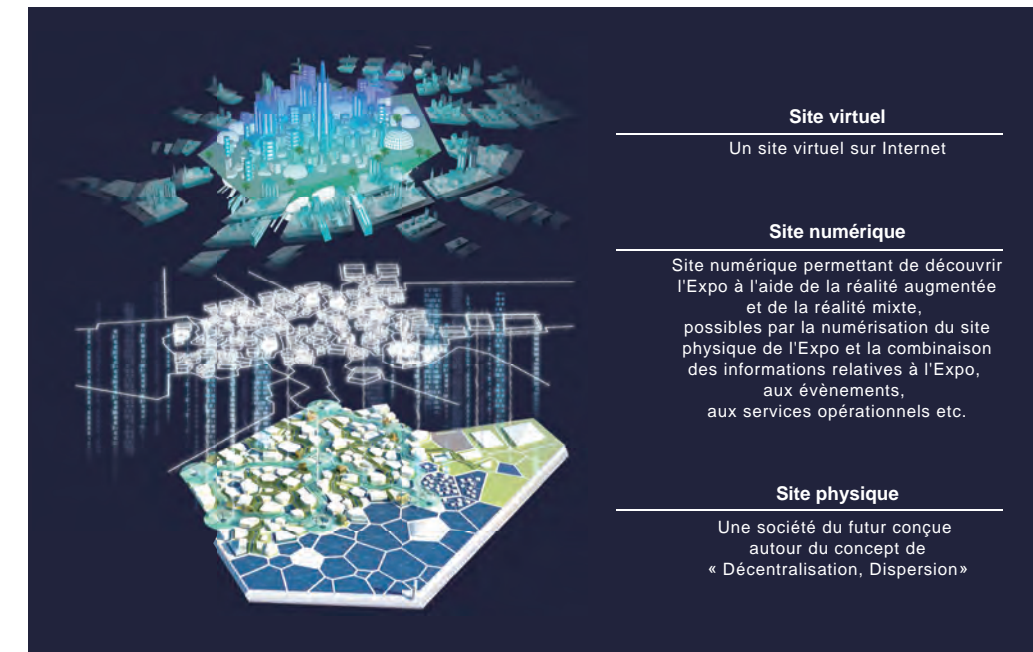 Site virtuel
Un site virtuel sur Internet
Site numérique
Site numérique permettant de découvrir
l'Expo à l'aide de la réalité augmentée
et de la réalité mixte,
possibles par la numérisation du site
physique de l'Expo et la combinaison
des informations relatives à l'Expo,
aux évènements,
aux services opérationnels etc.
Site physique
Une société du futur conçue
autour du concept de
« Décentralisation, Dispersion»